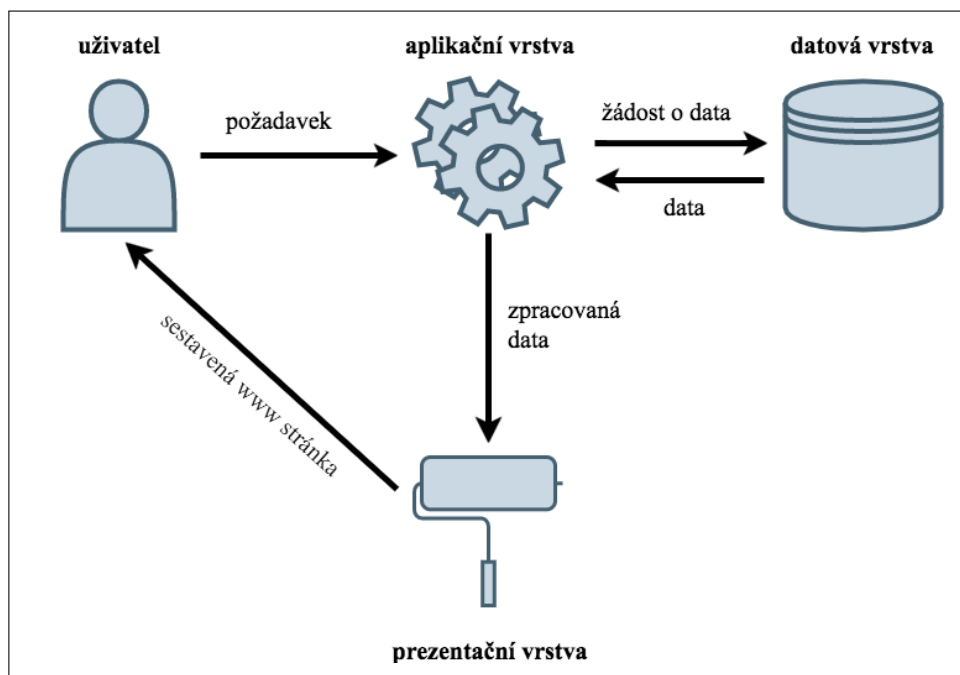 uživatel
aplikační vrstva
datová vrstva
požadavek
žádost o data
data
zpracovaná
data
sestavená www stránka
prezentační vrstva